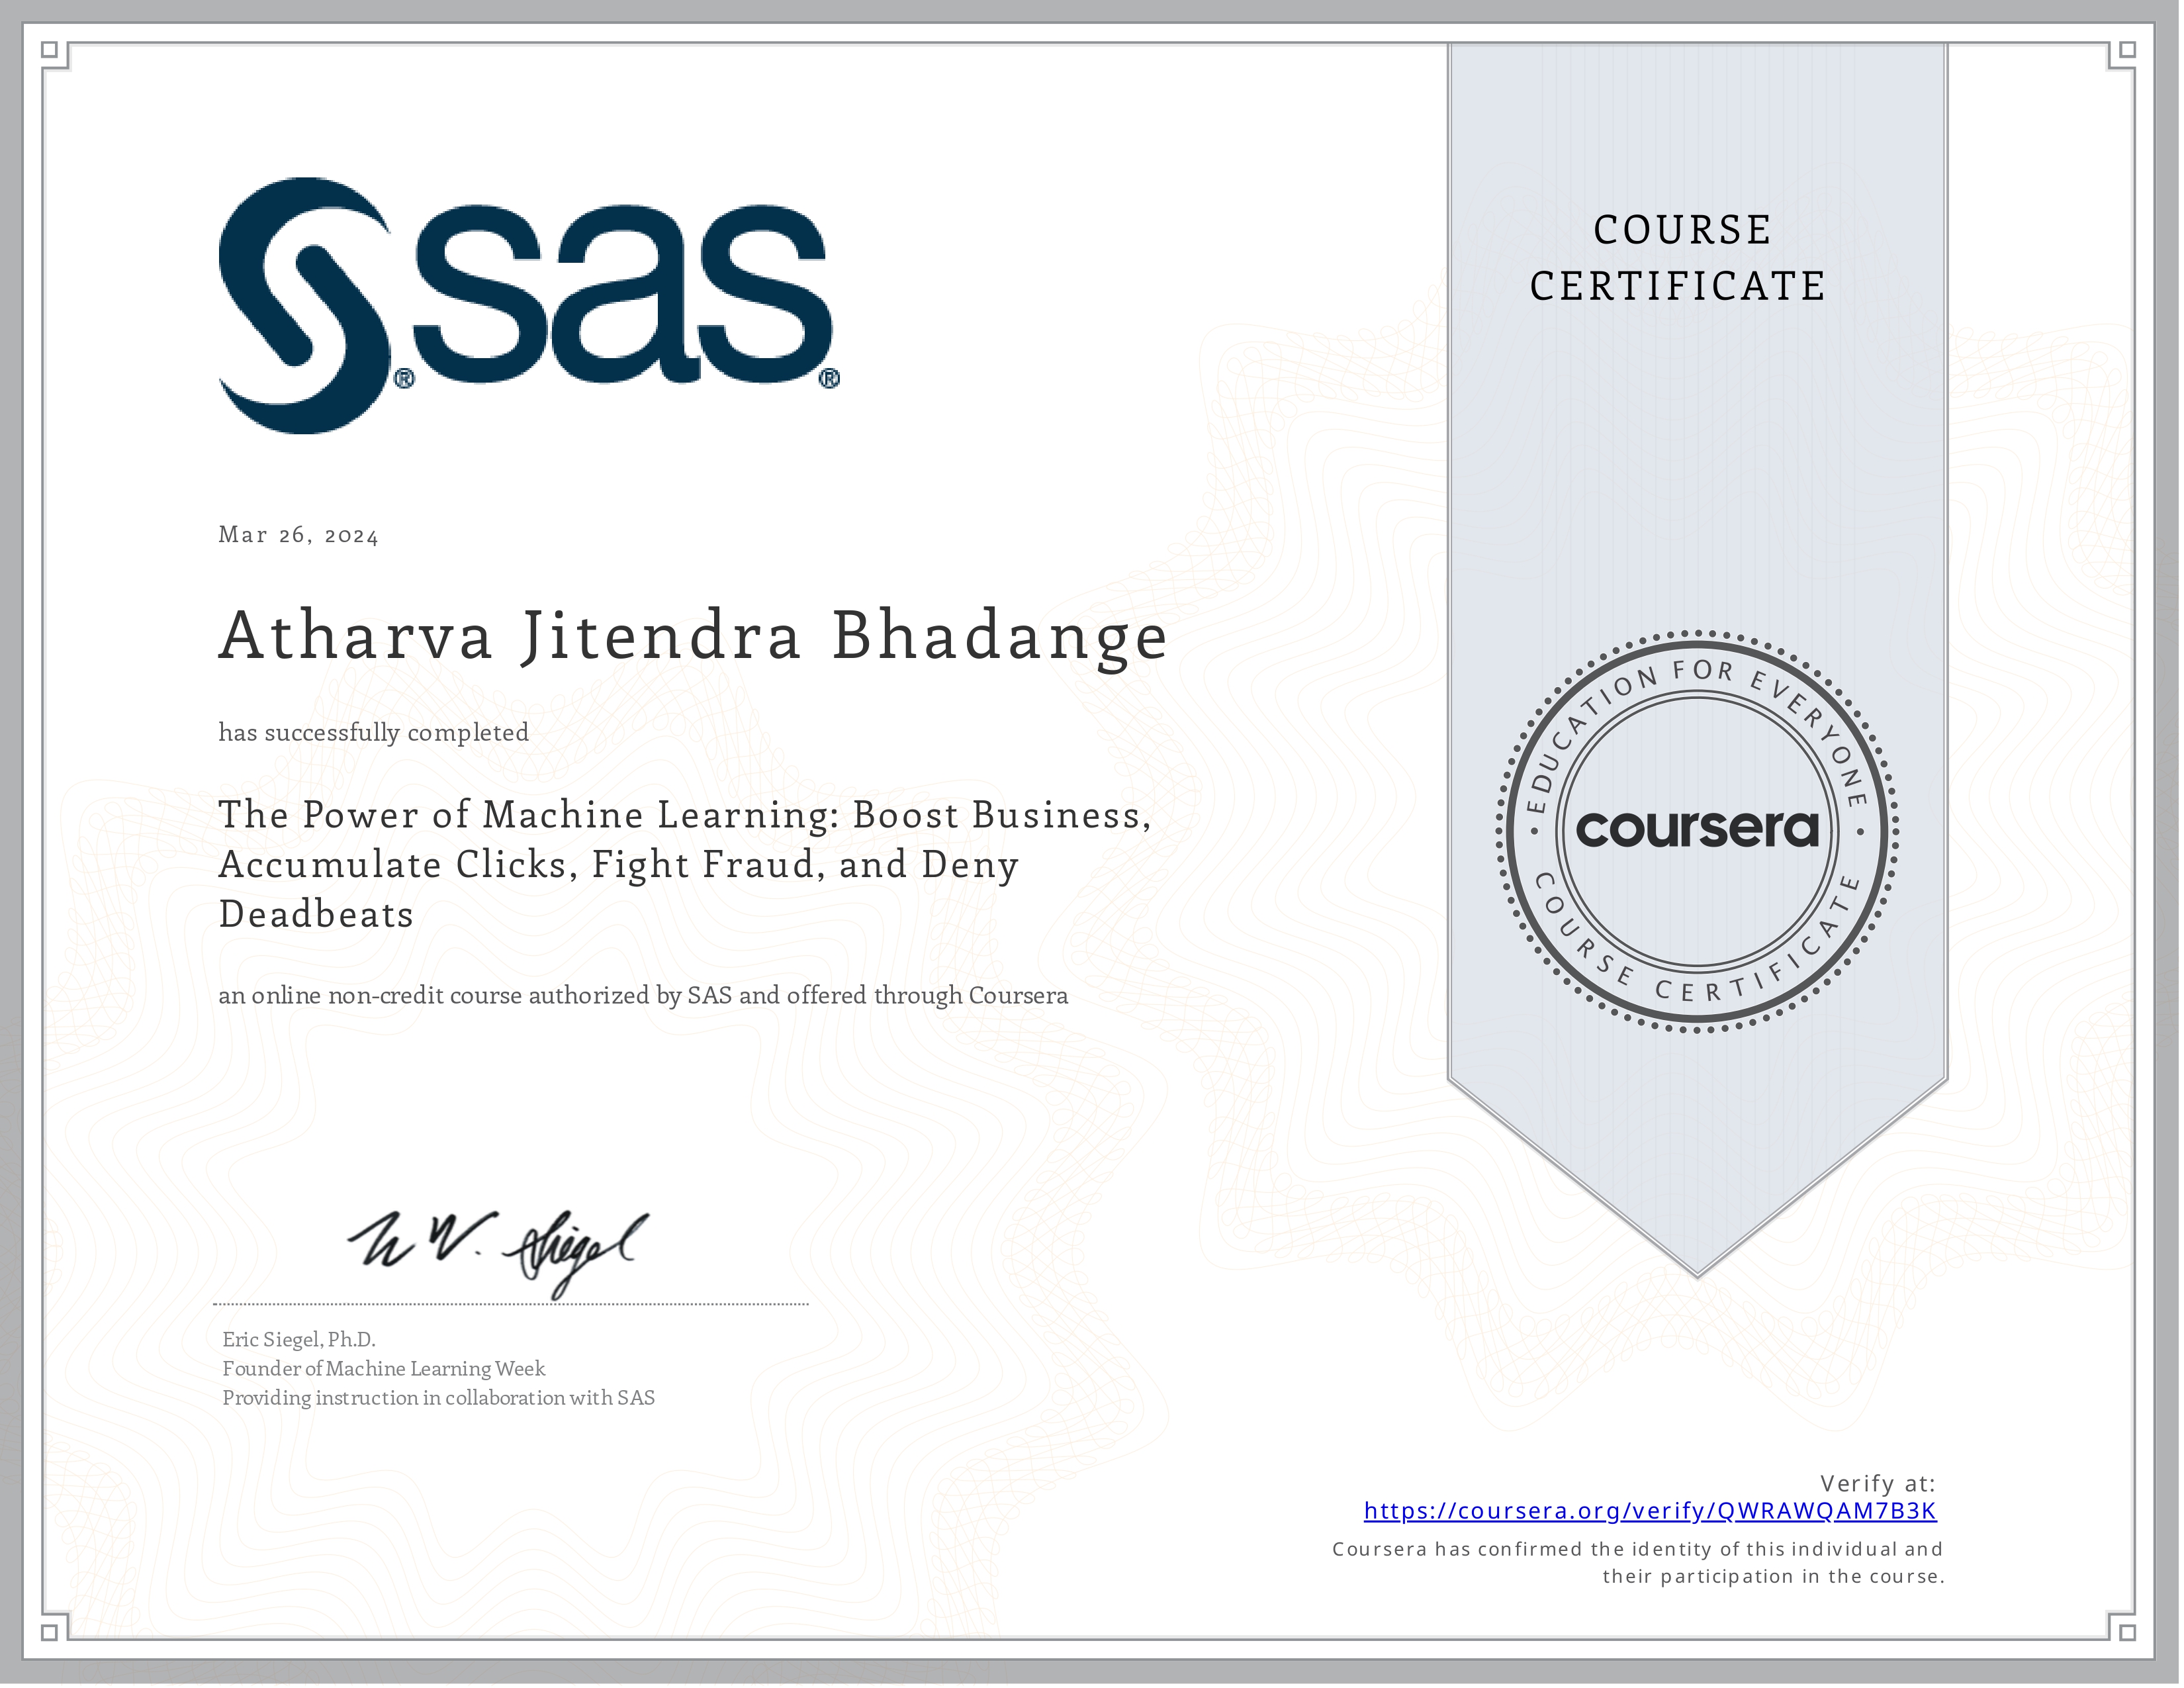 sas
COURSE
CERTIFICATE
Mar 26, 2024
Atharva Jitendra Bhadange
has successfully completed
The Power of Machine Learning: Boost Business,
Accumulate Clicks, Fight Fraud, and Deny
Deadbeats
an online non-credit course authorized by SAS and offered through Coursera
EDUCATION FOR EVERYONE
coursera
COURSE CERTIFICATE
Siegel
Eric Siegel, Ph.D.
Founder of Machine Learning Week
Providing instruction in collaboration with SAS
Verify at:
https://coursera.org/verify/QWRAWQAM7B3K
Coursera has confirmed the identity of this individual and
their participation in the course.